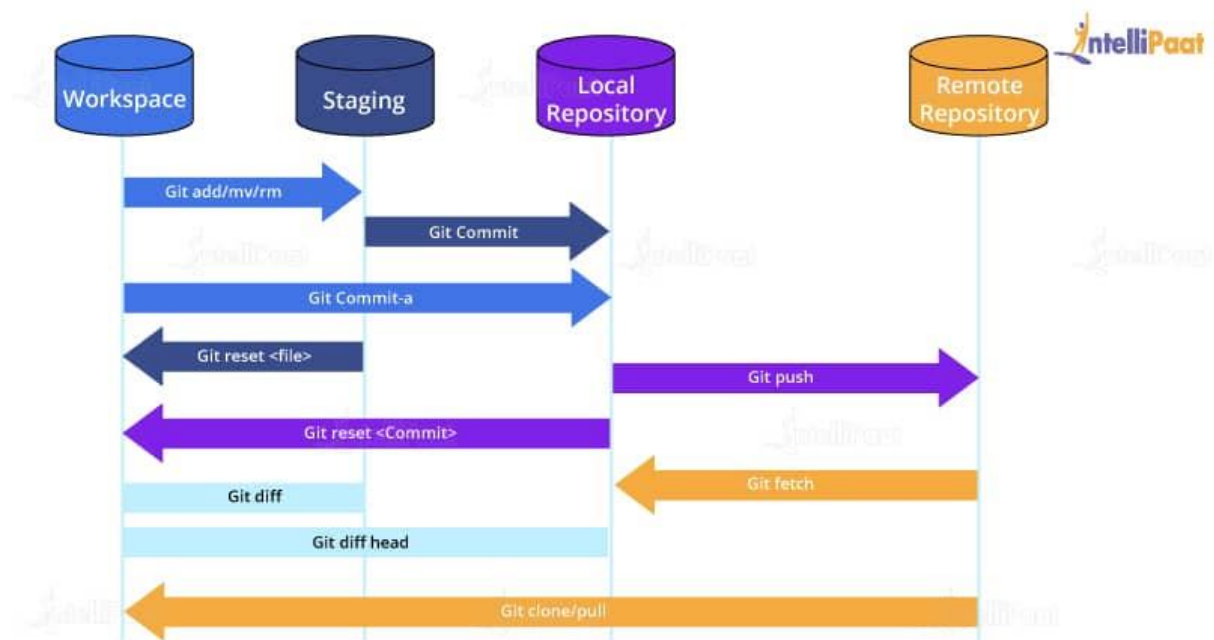 IntelliPaat
Workspace
Staging
Local
Repository
Remote
Repository
Git add/mv/rm
Git Commit
Git Commit-a
Git reset <file>
Git push
Git reset <Commit>
Git fetch
Git diff
Git diff head
Git clone/pull